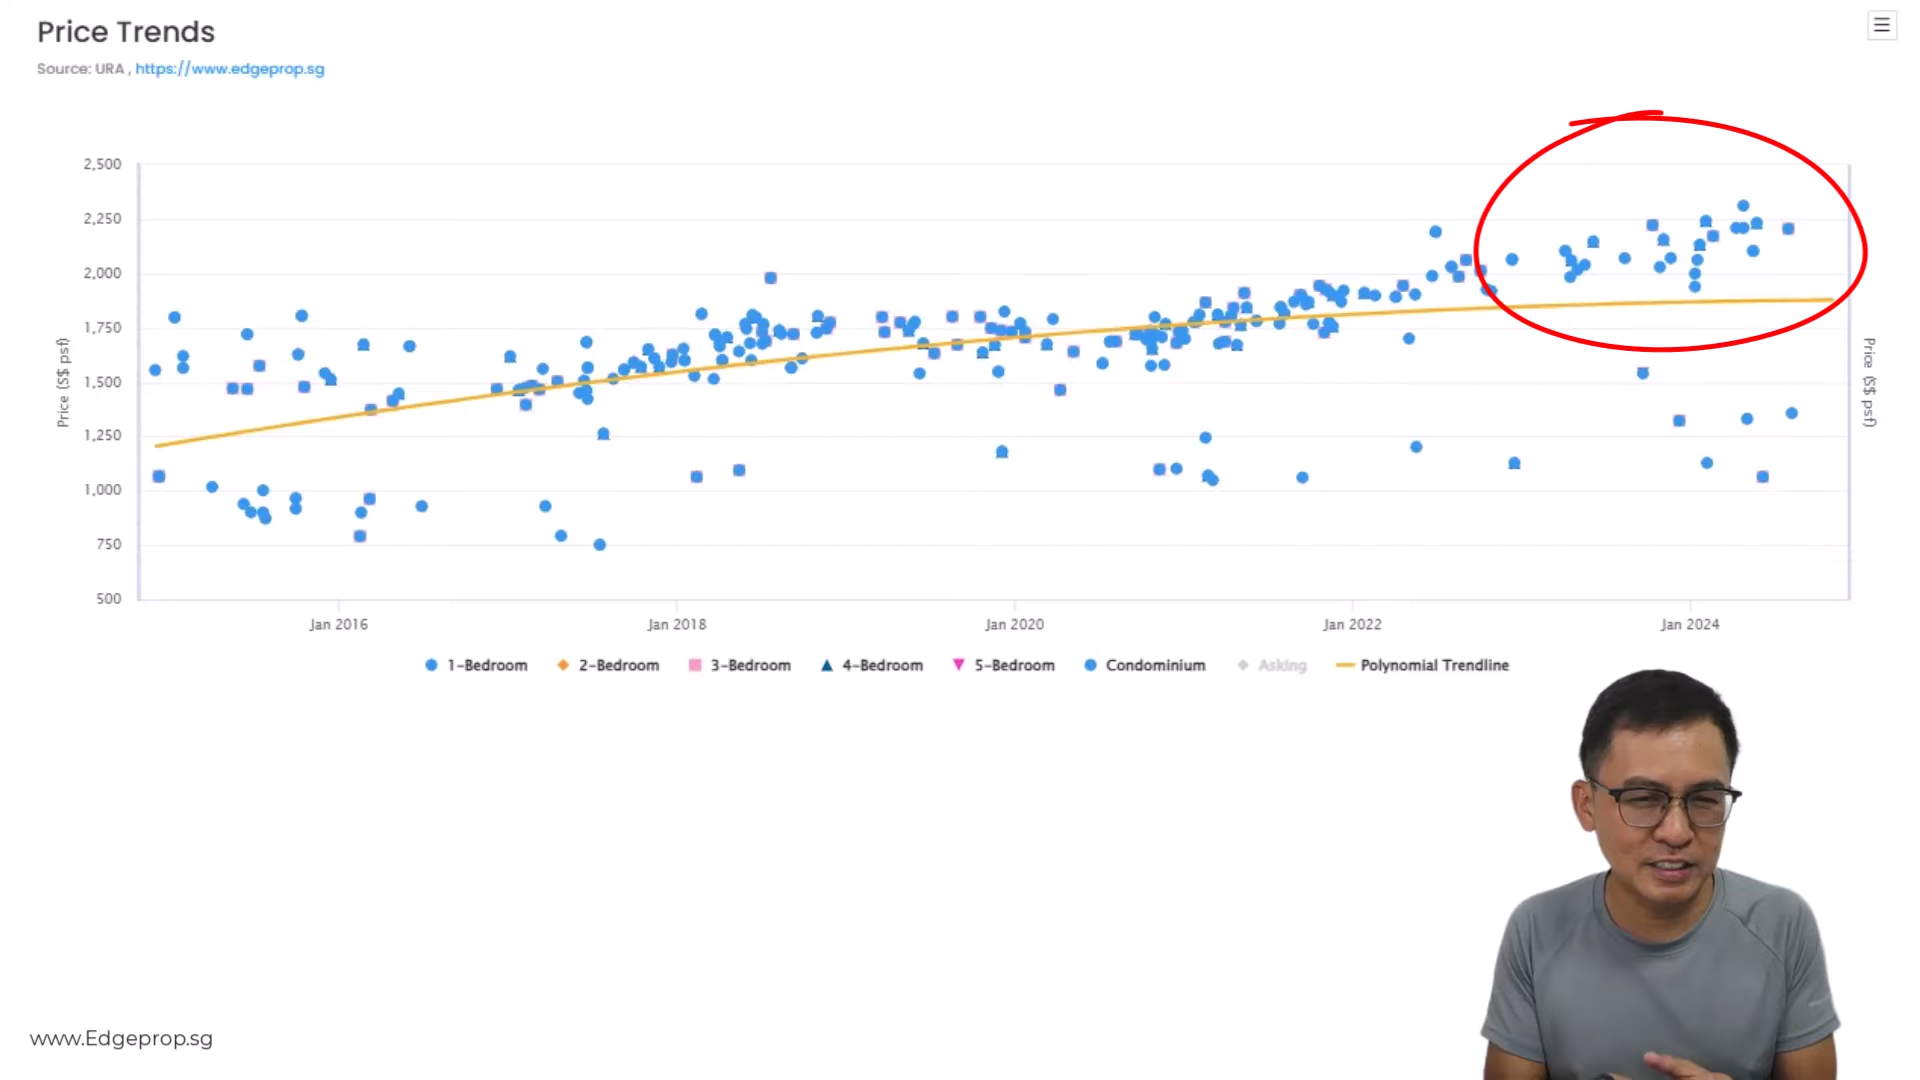 Price Trends
Source: URA , https://www.edgeprop.sg
2,500
2,250
2,000
1,750
1,500
1,250
1,000
750
500
Price (S$ psf)
Price (S$ psf)
Jan 2016 Jan 2018 Jan 2020 Jan 2022 Jan 2024
1-Bedroom 2-Bedroom 3-Bedroom 4-Bedroom 5-Bedroom Condominium Asking Polynomial Trendline
www.Edgeprop.sg